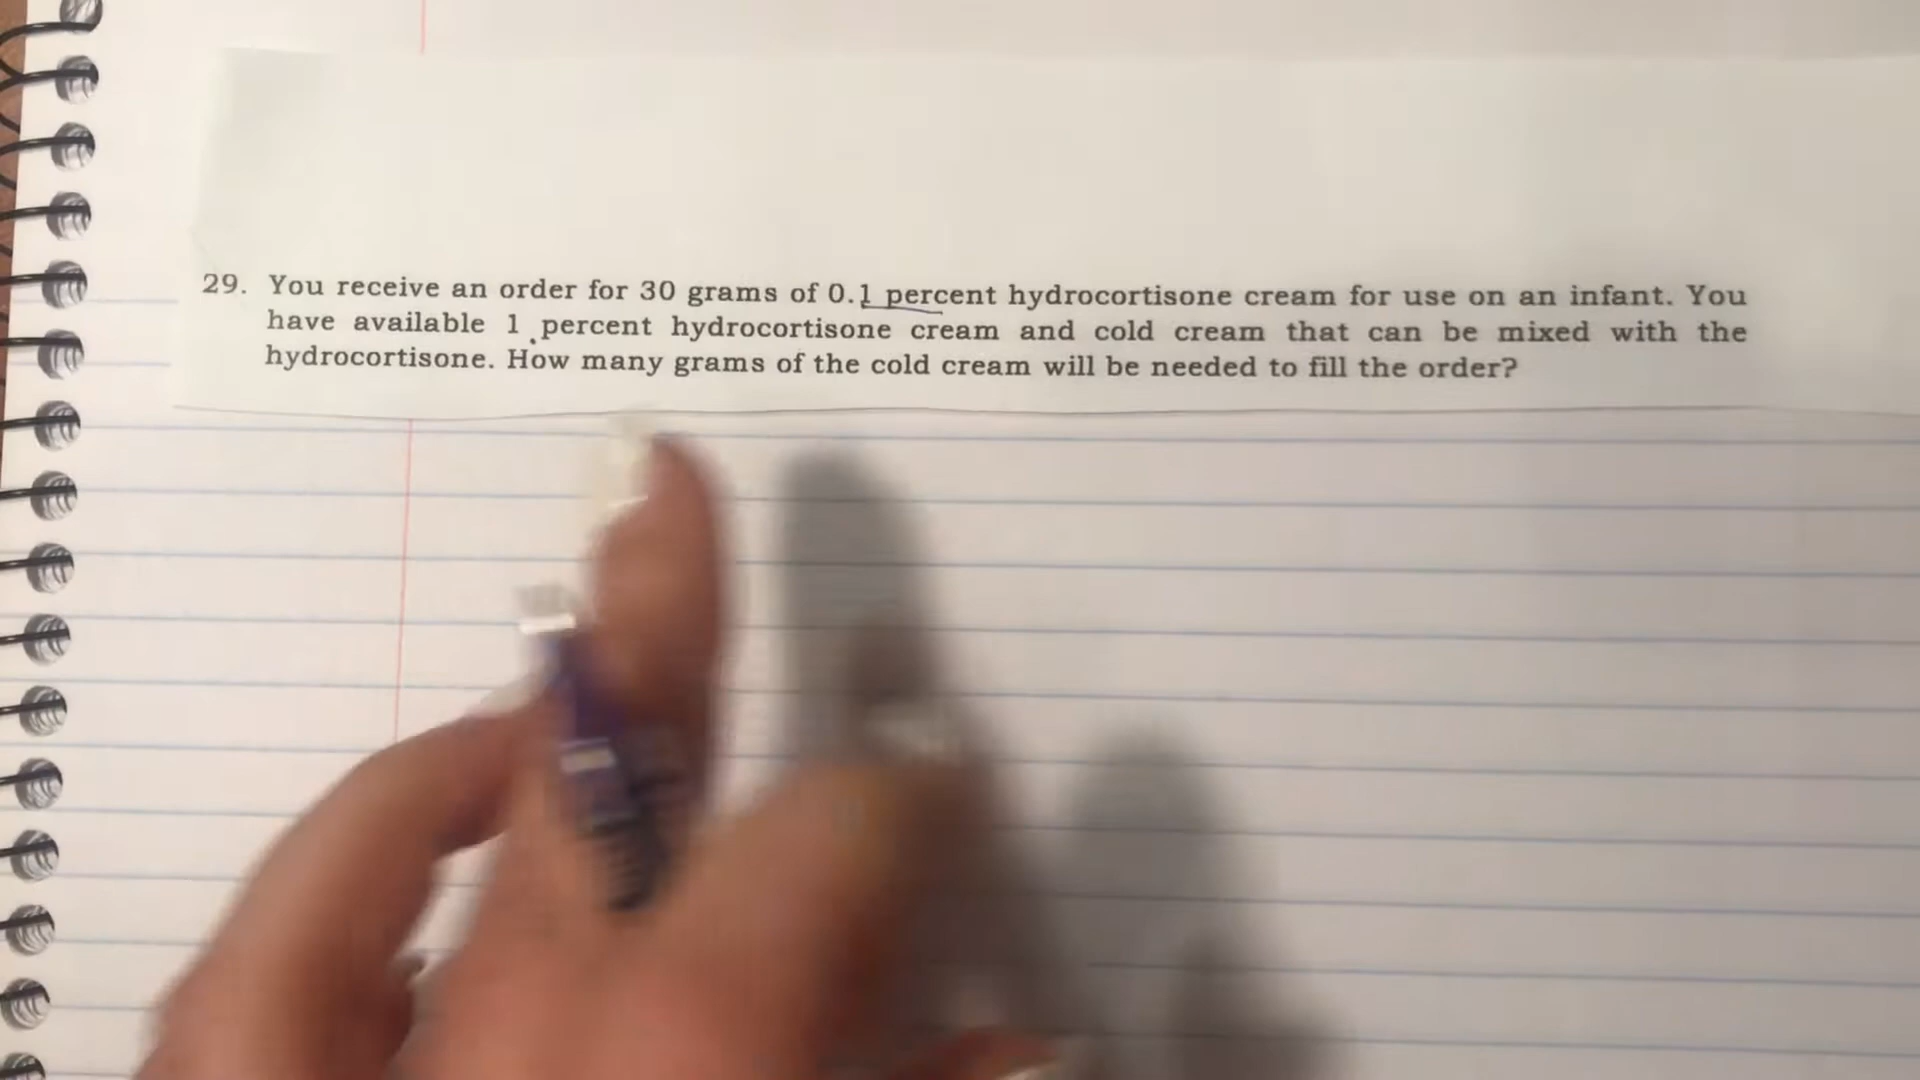 29. You receive an order for 30 grams of 0.1 percent hydrocortisone cream for use on an infant. You
have available 1 percent hydrocortisone cream and cold cream that can be mixed with the
hydrocortisone. How many grams of the cold cream will be needed to fill the order?